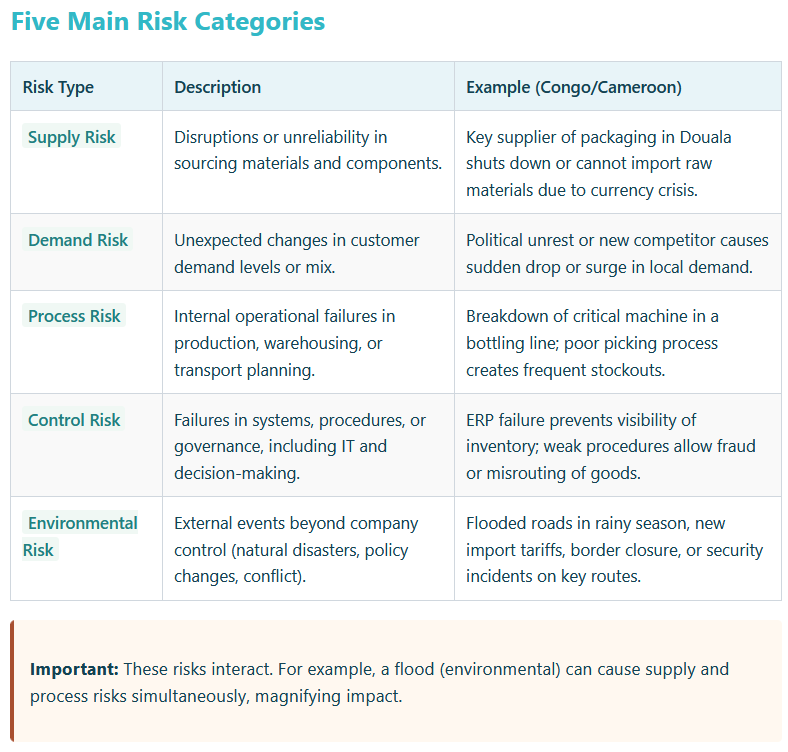 Five Main Risk Categories
Risk Type
Description
Example (Congo/Cameroon)
Supply Risk
Disruptions or unreliability in
sourcing materials and components.
Key supplier of packaging in Douala
shuts down or cannot import raw
materials due to currency crisis.
Demand Risk
Unexpected changes in customer
demand levels or mix.
Political unrest or new competitor causes
sudden drop or surge in local demand.
Process Risk
Internal operational failures in
production, warehousing, or
transport planning.
Breakdown of critical machine in a
bottling line; poor picking process
creates frequent stockouts.
Control Risk
Failures in systems, procedures, or
governance, including IT and
decision-making.
ERP failure prevents visibility of
inventory; weak procedures allow fraud
or misrouting of goods.
Environmental
Risk
External events beyond company
control (natural disasters, policy
changes, conflict).
Flooded roads in rainy season, new
import tariffs, border closure, or security
incidents on key routes.
Important: These risks interact. For example, a flood (environmental) can cause supply and
process risks simultaneously, magnifying impact.